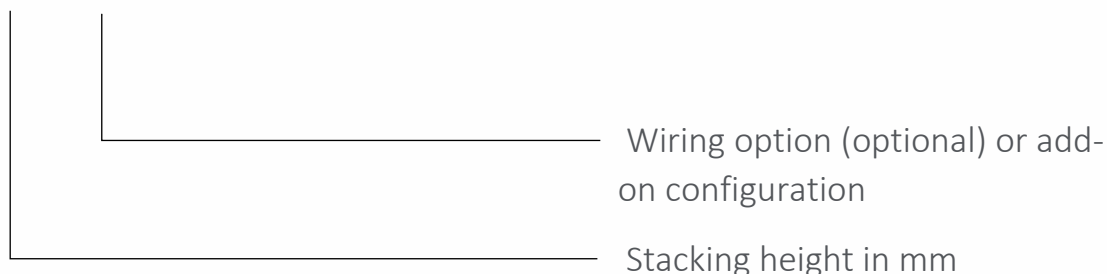 Wiring option (optional) or add-
on configuration
Stacking height in mm